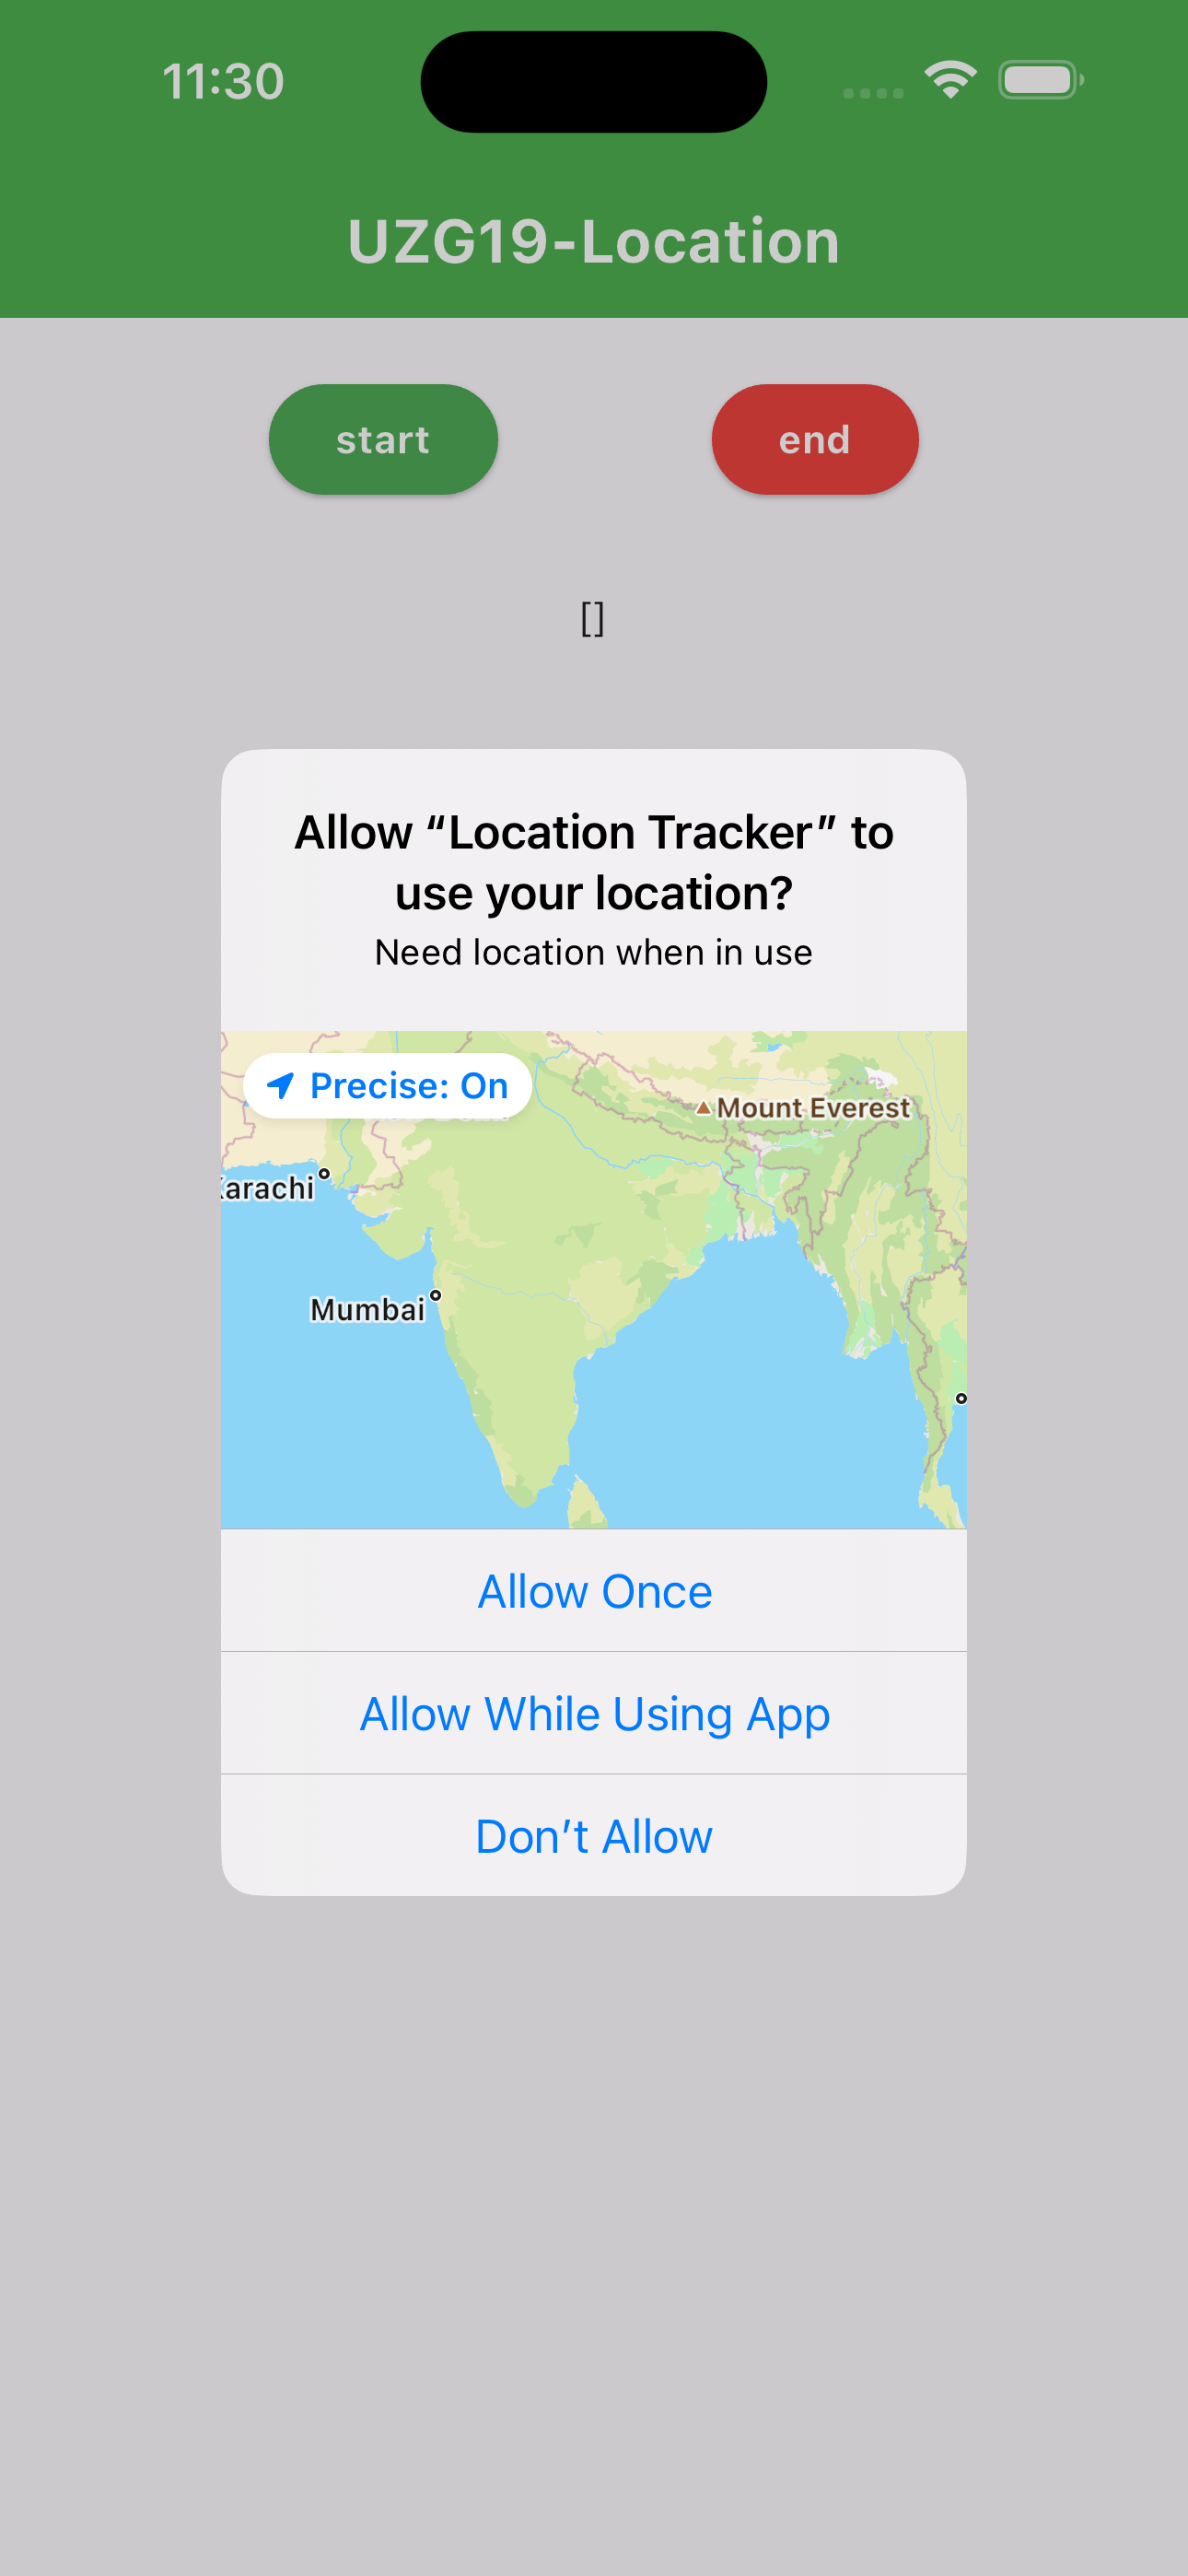 11:30
UZG19-Location
start
end
[]
Allow “Location Tracker” to
use your location?
Need location when in use
Precise: On
Mount Everest
arachi
Mumbai
Allow Once
Allow While Using App
Don’t Allow